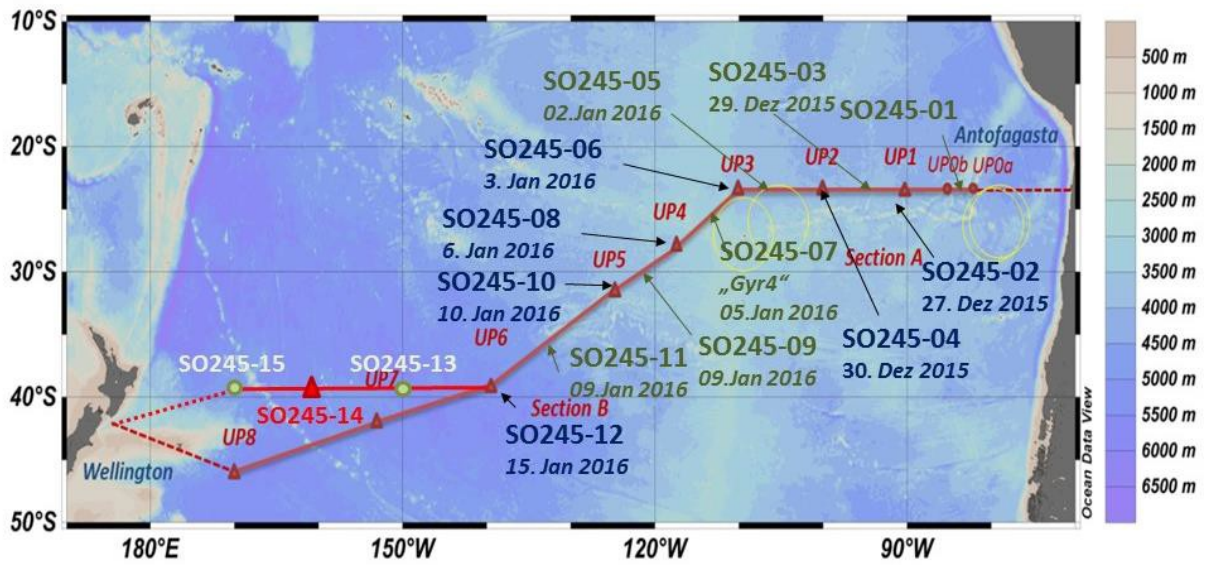 10°S
20°S
30°S
40°S
50°S
180°E
150°W
120°W
90°W
SO245-05
02.Jan 2016
SO245-03
29. Dez 2015
SO245-01
Antofagasta
SO245-06
3. Jan 2016
UP3
UP2
UP1
UP0b
UP0a
SO245-08
6. Jan 2016
UP4
SO245-07
„Gyr4“
05.Jan 2016
Section A
SO245-02
27. Dez 2015
UP5
SO245-10
10. Jan 2016
UP6
SO245-11
09.Jan 2016
SO245-09
09.Jan 2016
SO245-04
30. Dez 2015
SO245-15
SO245-13
UP7
SO245-14
Section B
SO245-12
15. Jan 2016
UP8
Wellington
Ocean Data View
500 m
1000 m
1500 m
2000 m
2500 m
3000 m
3500 m
4000 m
4500 m
5000 m
5500 m
6000 m
6500 m